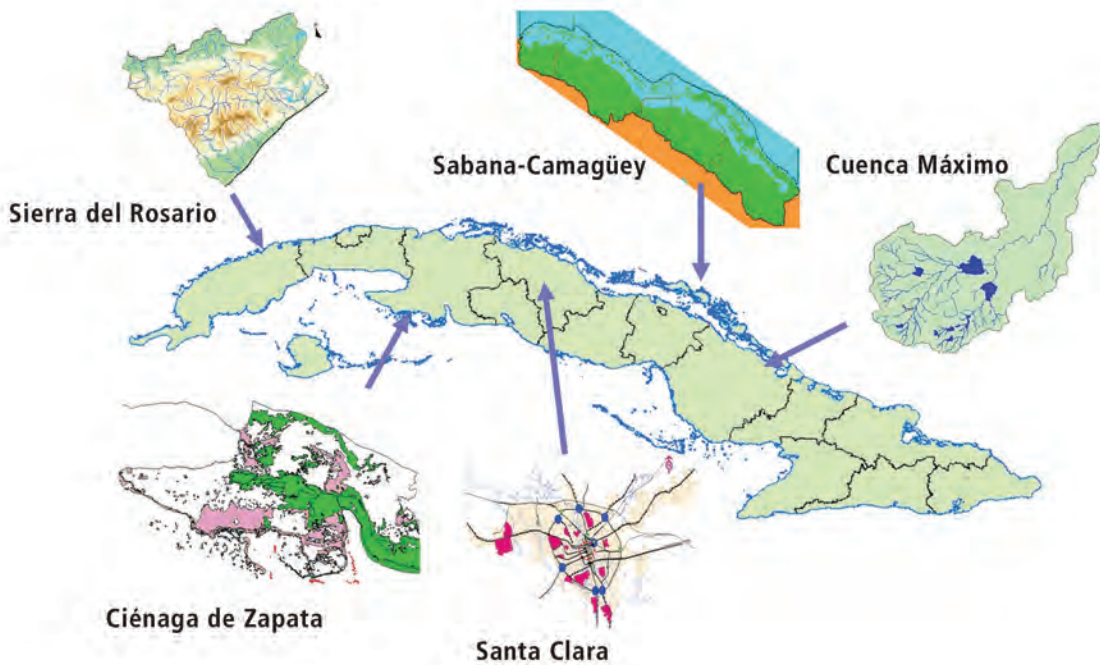 Sabana-Camagüey
Cuenca Máximo
Sierra del Rosario
Ciénaga de Zapata
Santa Clara